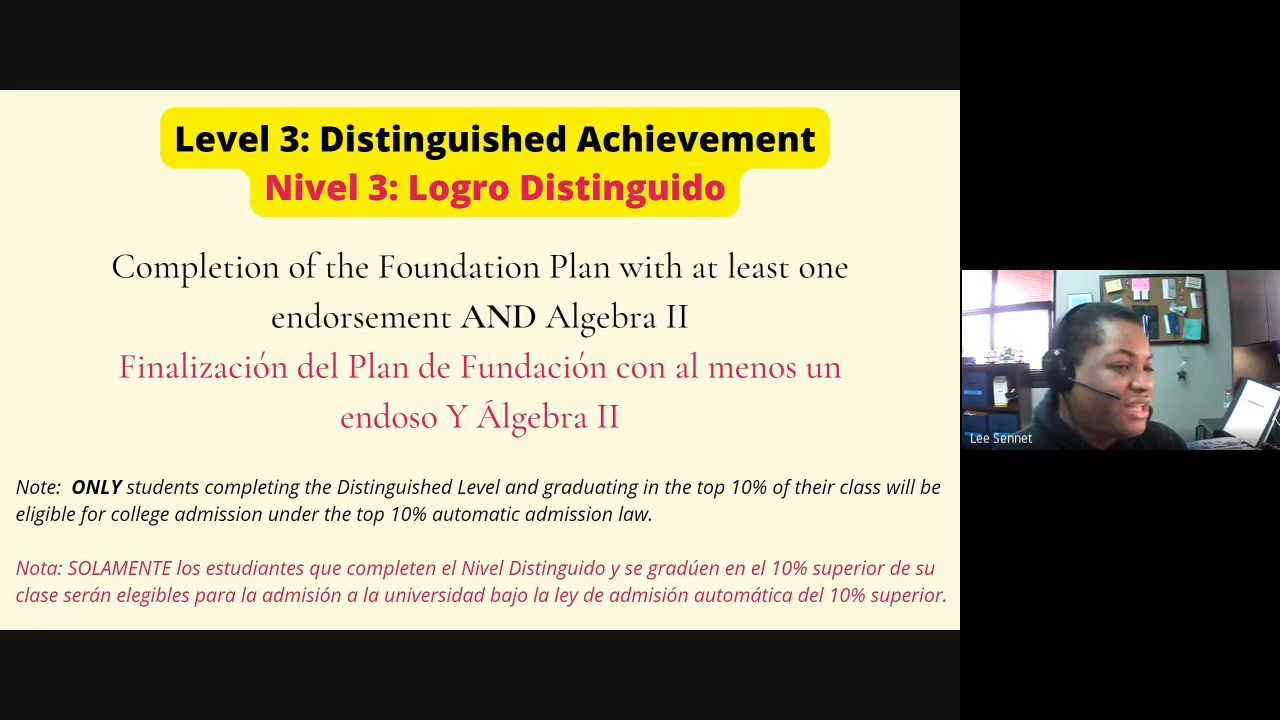 Level 3: Distinguished Achievement
Nivel 3: Logro Distinguido
Completion of the Foundation Plan with at least one
endorsement AND Algebra II
Finalización del Plan de Fundación con al menos un
endoso Y Álgebra II
Note:  ONLY students completing the Distinguished Level and graduating in the top 10% of their class will be
eligible for college admission under the top 10% automatic admission law.
Nota: SOLAMENTE los estudiantes que completen el Nivel Distinguido y se gradúen en el 10% superior de su
clase serán elegibles para la admisión a la universidad bajo la ley de admisión automática del 10% superior.
Lee Sennet